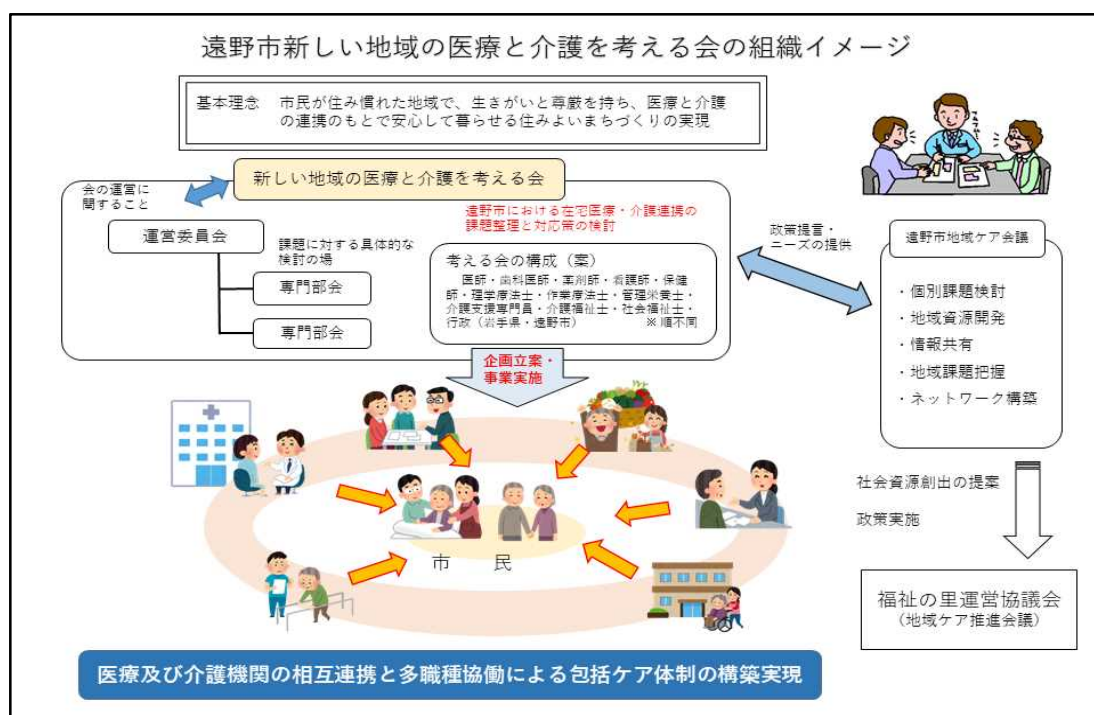 遠野市新しい地域の医療と介護を考える会の組織イメージ
基本理念　市民が住み慣れた地域で、生きがいと尊厳を持ち、医療と介護
の連携のもとで安心して暮らせる住みよいまちづくりの実現
新しい地域の医療と介護を考える会
会の運営に
関すること
運営委員会
課題に対する具体的な
検討の場
専門部会
専門部会
遠野市における在宅医療・介護連携の
課題整理と対応策の検討
考える会の構成（案）
医師・歯科医師・薬剤師・看護師・保健
師・理学療法士・作業療法士・管理栄養士・
介護支援専門員・介護福祉士・社会福祉士・
行政（岩手県・遠野市）　　※順不同
政策提言・
ニーズの提供
遠野市地域ケア会議
・個別課題検討
・地域資源開発
・情報共有
・地域課題把握
・ネットワーク構築
企画立案・
事業実施
市　民
社会資源創出の提案
政策実施
福祉の里運営協議会
（地域ケア推進会議）
医療及び介護機関の相互連携と多職種協働による包括ケア体制の構築実現